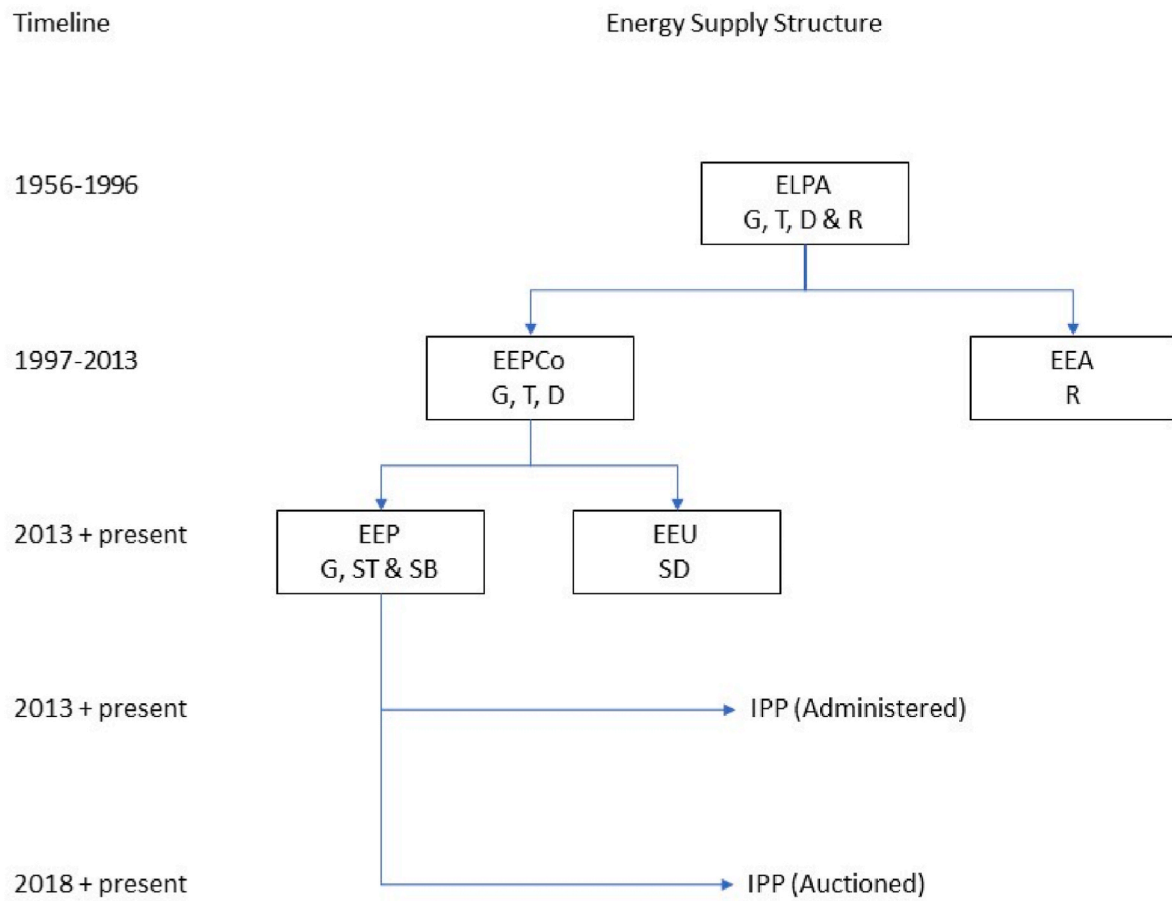 Timeline
Energy Supply Structure
1956-1996
ELPA
G, T, D & R
1997-2013
EEPCo
G, T, D
EEA
R
2013 + present
EEP
G, ST & SB
EEU
SD
2013 + present
IPP (Administered)
2018 + present
IPP (Auctioned)